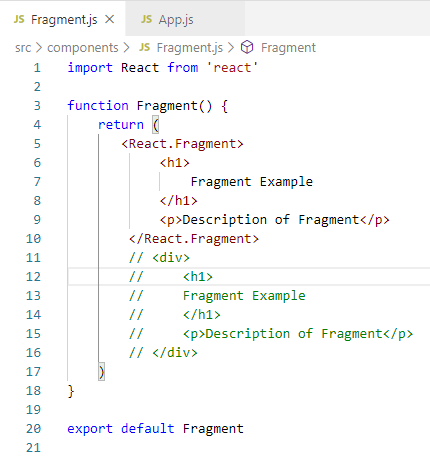 JS Fragment.js ×   JS App.js
src > components > JS Fragment.js > Fragment
1 import React from 'react'
2
3 function Fragment() {
4     return (
5        <React.Fragment>
6             <h1>
7                 Fragment Example
8             </h1>
9             <p>Description of Fragment</p>
10         </React.Fragment>
11         // <div>
12         //     <h1>
13         //     Fragment Example
14         //     </h1>
15         //     <p>Description of Fragment</p>
16         // </div>
17     )
18 }
19
20 export default Fragment
21